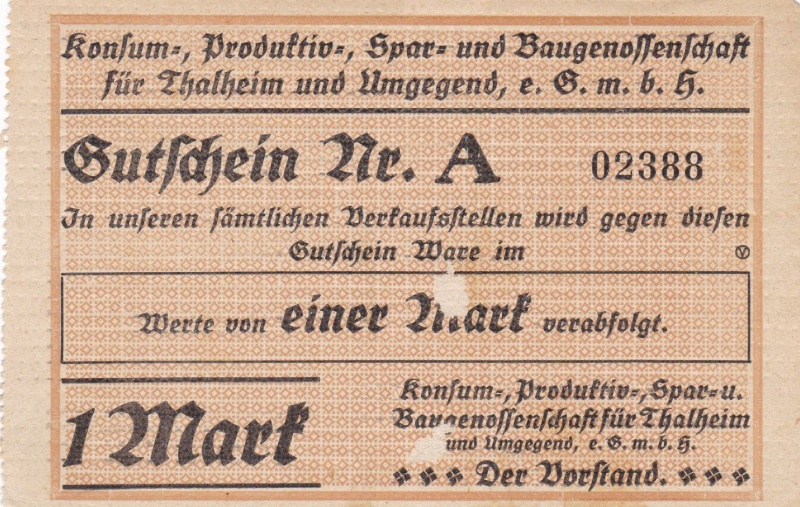 Konsum-, Produktiv-, Spar- und Baugenossenschaft
für Thalheim und Umgegend, e. G. m. b. H.
Gutschein Nr. A 02388
In unseren sämtlichen Verkaufsstellen wird gegen diesen
Gutschein Ware im
Werte von einer Mark verabfolgt.
1 Mark
Konsum-, Produktiv-, Spar- u.
Baugenossenschaft für Thalheim
und Umgegend, e. G. m. b. H.
Der Vorstand.